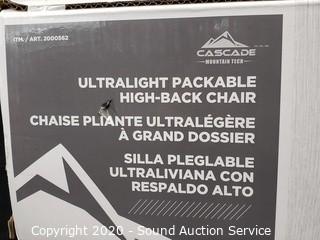 ITM. / ART. 2000562
CASCADE
MOUNTAIN TECH
ULTRALIGHT PACKABLE
HIGH-BACK CHAIR
CHAISE PLIANTE ULTRALÉGÈRE
À GRAND DOSSIER
SILLA PLEGLABLE
ULTRALIVIANA CON
RESPALDO ALTO
Copyright 2020 - Sound Auction Service